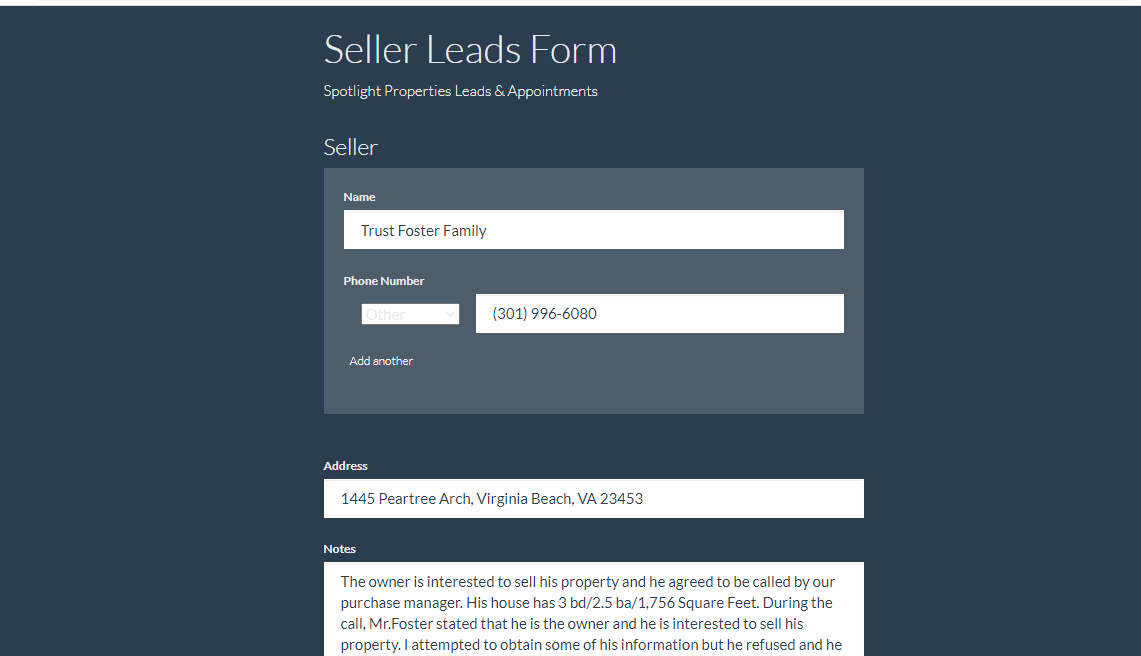 Seller Leads Form
Spotlight Properties Leads & Appointments
Seller
Name
Trust Foster Family
Phone Number
Other
(301) 996-6080
Add another
Address
1445 Peartree Arch, Virginia Beach, VA 23453
Notes
The owner is interested to sell his property and he agreed to be called by our
purchase manager. His house has 3 bd/2.5 ba/1,756 Square Feet. During the
call, Mr.Foster stated that he is the owner and he is interested to sell his
property. I attempted to obtain some of his information but he refused and he